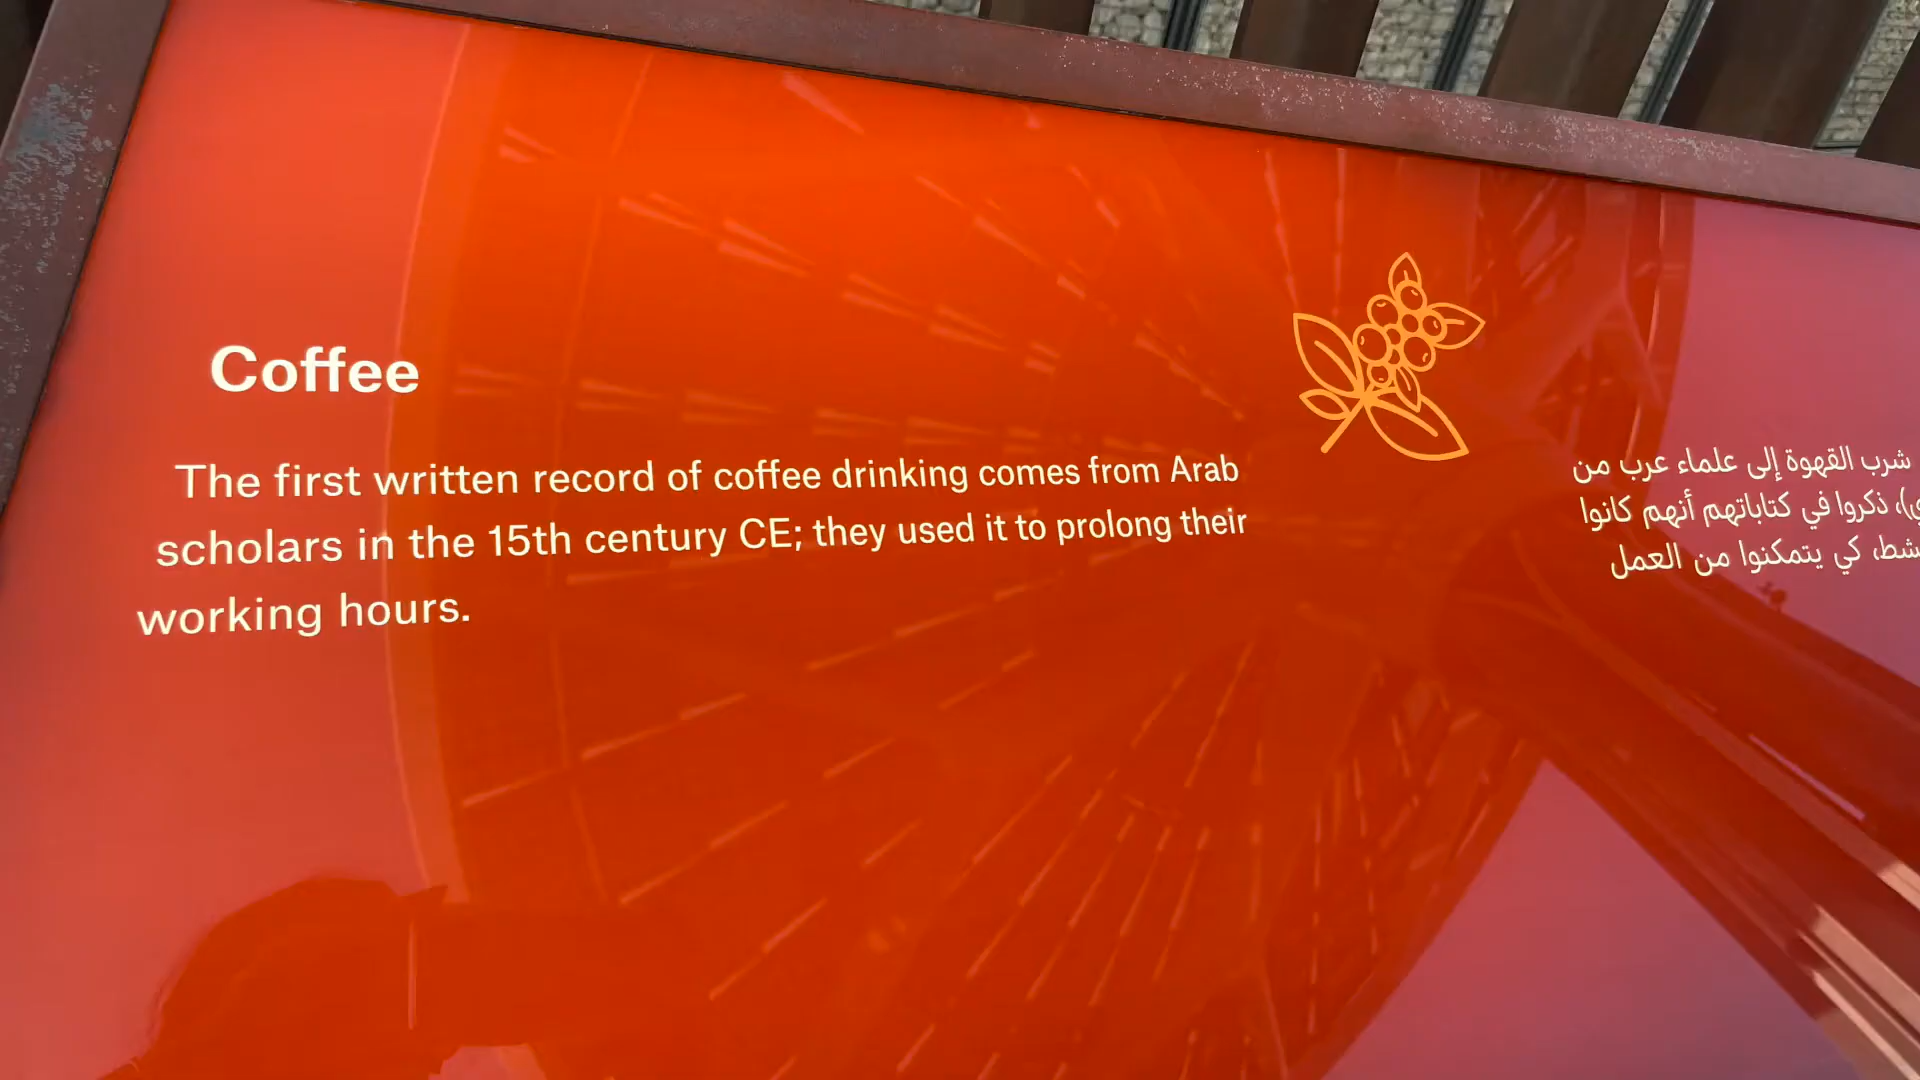 Coffee
The first written record of coffee drinking comes from Arab
scholars in the 15th century CE; they used it to prolong their
working hours.
شرب القهوة إلى علماء عرب من
ذكروا في كتاباتهم أنهم كانوا
كي يتمكنوا من العمل